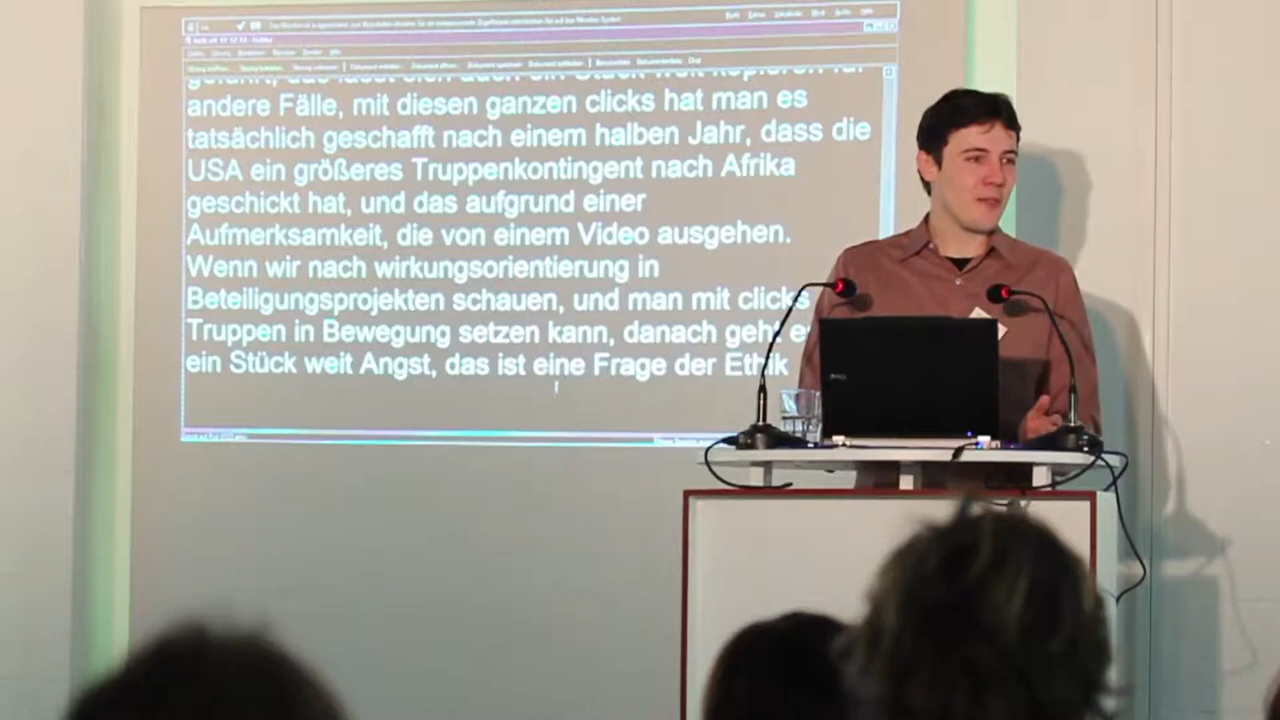 andere Fälle, mit diesen ganzen clicks hat man es
tatsächlich geschafft nach einem halben Jahr, dass die
USA ein größeres Truppenkontingent nach Afrika
geschickt hat, und das aufgrund einer
Aufmerksamkeit, die von einem Video ausgehen.
Wenn wir nach wirkungsorientierung in
Beteiligungsprojekten schauen, und man mit clicks
Truppen in Bewegung setzen kann, danach geht
ein Stück weit Angst, das ist eine Frage der Ethik